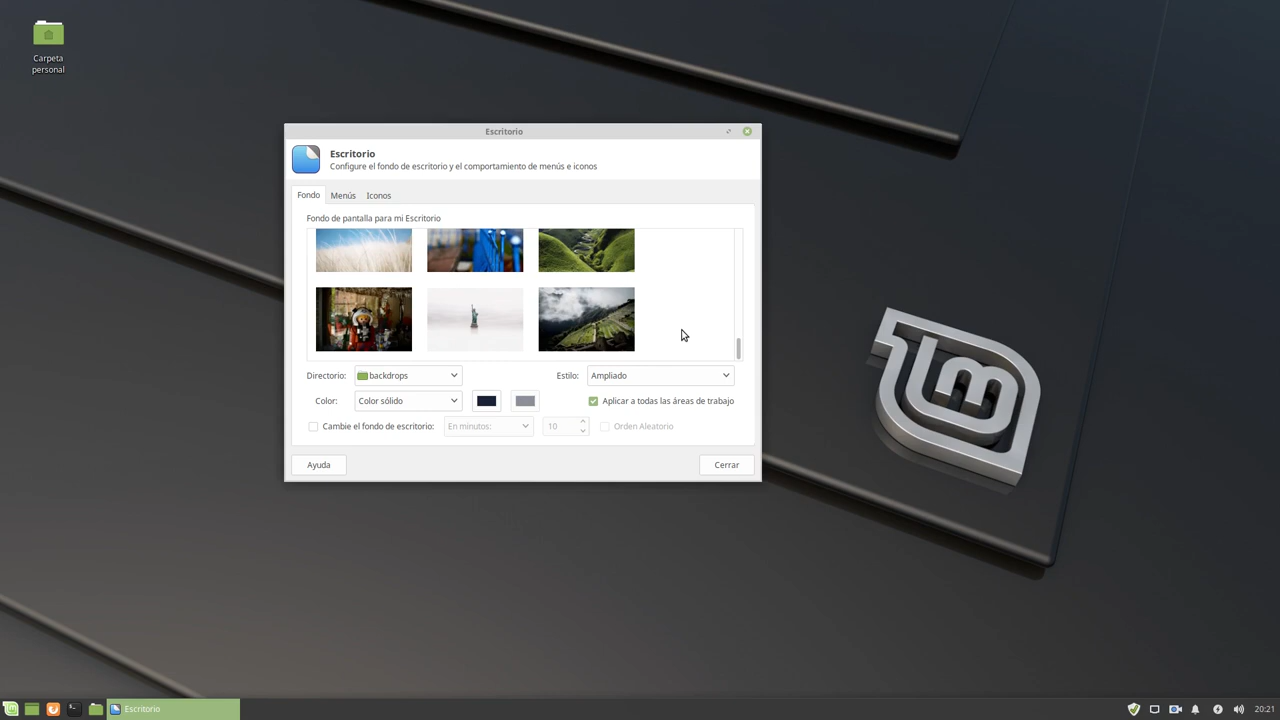 Carpeta
personal
Escritorio
Escritorio
Configure el fondo de escritorio y el comportamiento de menús e iconos
Fondo Menús Iconos
Fondo de pantalla para mi Escritorio
Directorio: backdrops Estilo: Ampliado
Color: Color sólido Aplicar a todas las áreas de trabajo
Cambie el fondo de escritorio: En minutos: 10 Orden Aleatorio
Ayuda Cerrar
Escritorio 20:21